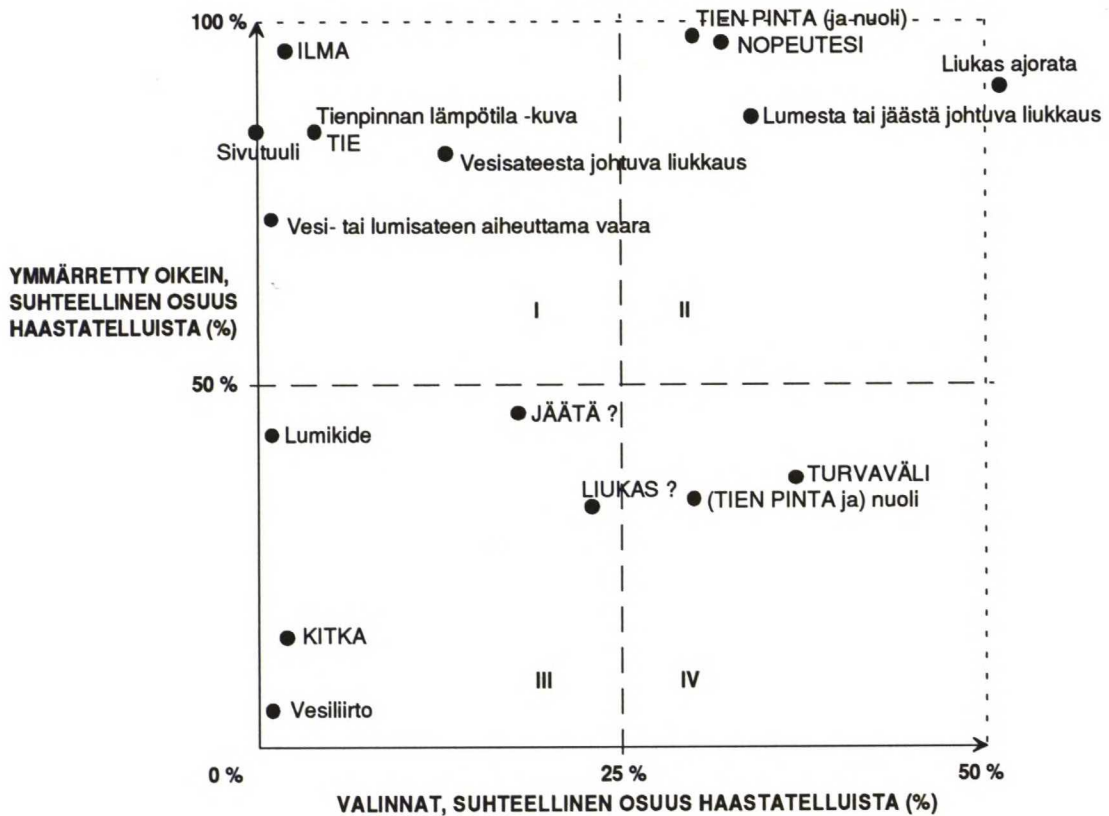 100 %
TIEN PINTA (ja nuoli)
ILMA
NOPEUTESI
Liukas ajorata
Tienpinnan lämpötila -kuva
Lumesta tai jäästä johtuva liukkaus
Sivutuuli
TIE
Vesisateesta johtuva liukkaus
Vesi- tai lumisateen aiheuttama vaara
YMMÄRRETTY OIKEIN,
SUHTEELLINEN OSUUS
HAASTATELLUISTA (%)
I
II
50 %
JÄÄTÄ ?
Lumikide
LIUKAS ?
TURVAVÄLI
(TIEN PINTA ja) nuoli
KITKA
III
IV
Vesiliirto
0 %
25 %
50 %
VALINNAT, SUHTEELLINEN OSUUS HAASTATELLUISTA (%)